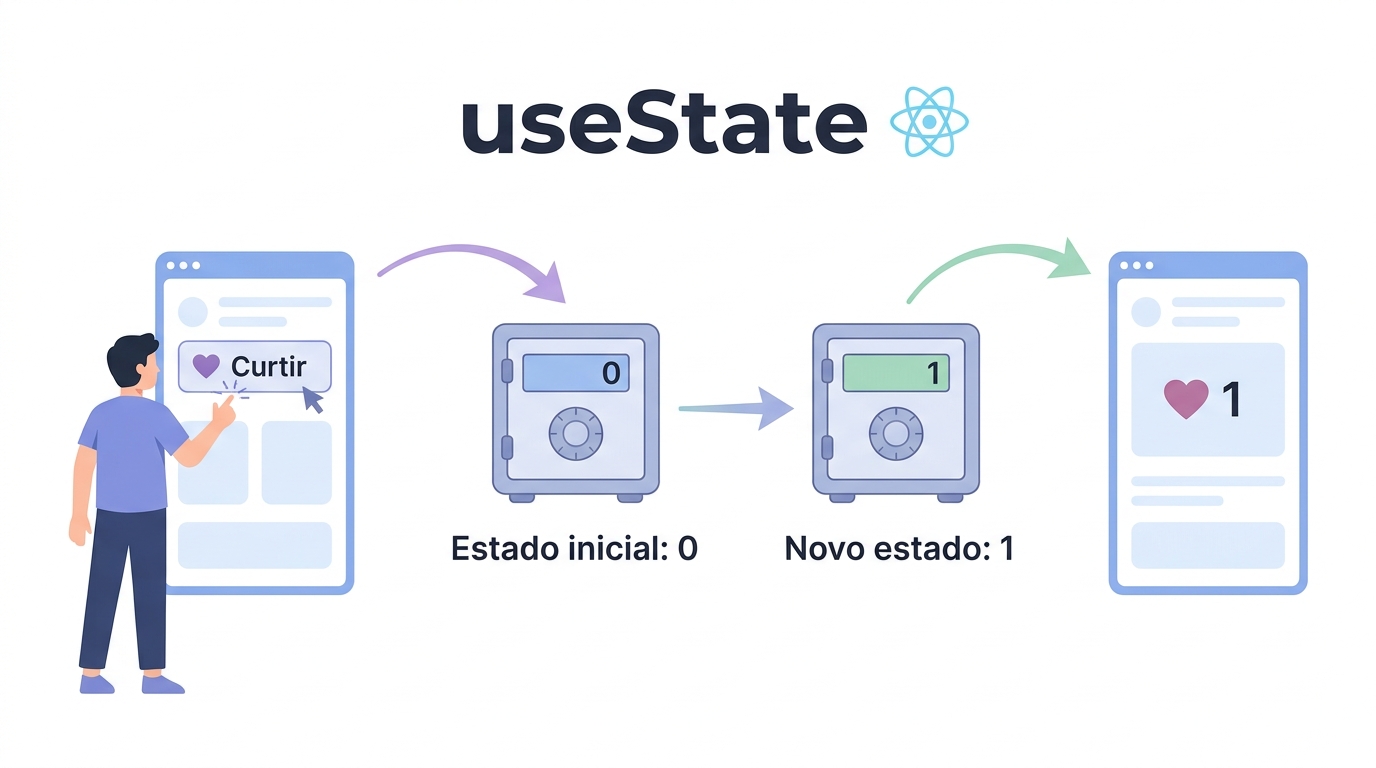 useState
Curtir
0
1
1
Estado inicial: 0
Novo estado: 1